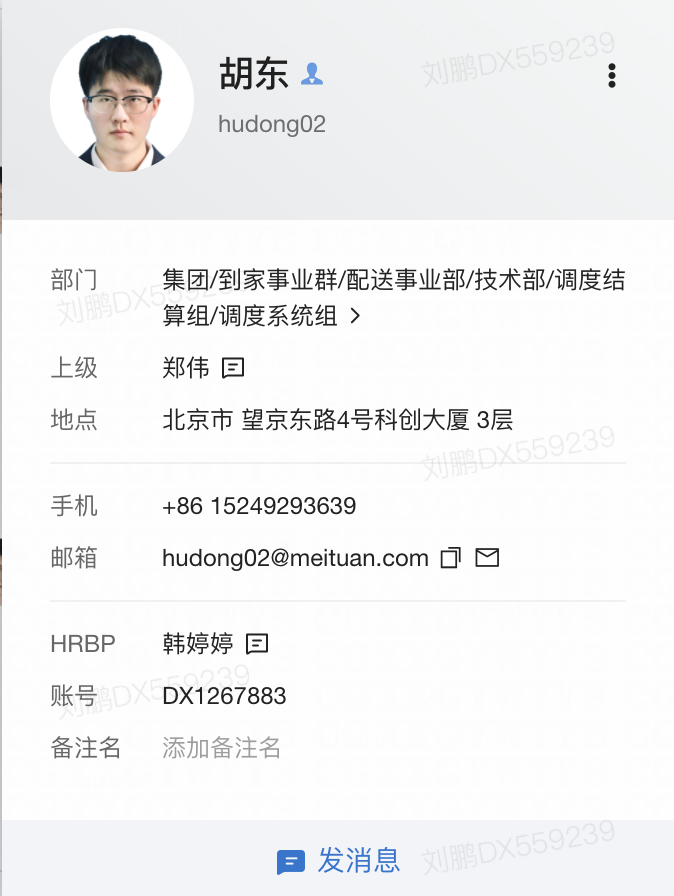 胡东
hudong02
部门
集团/到家事业群/配送事业部/技术部/调度结
算组/调度系统组
上级
郑伟
地点
北京市 望京东路4号科创大厦 3层
手机
+86 15249293639
邮箱
hudong02@meituan.com
HRBP
韩婷婷
账号
DX1267883
备注名
添加备注名
发消息
刘鹏DX559239
刘鹏DX559239
刘鹏DX559239
刘鹏DX559239
刘鹏DX559239